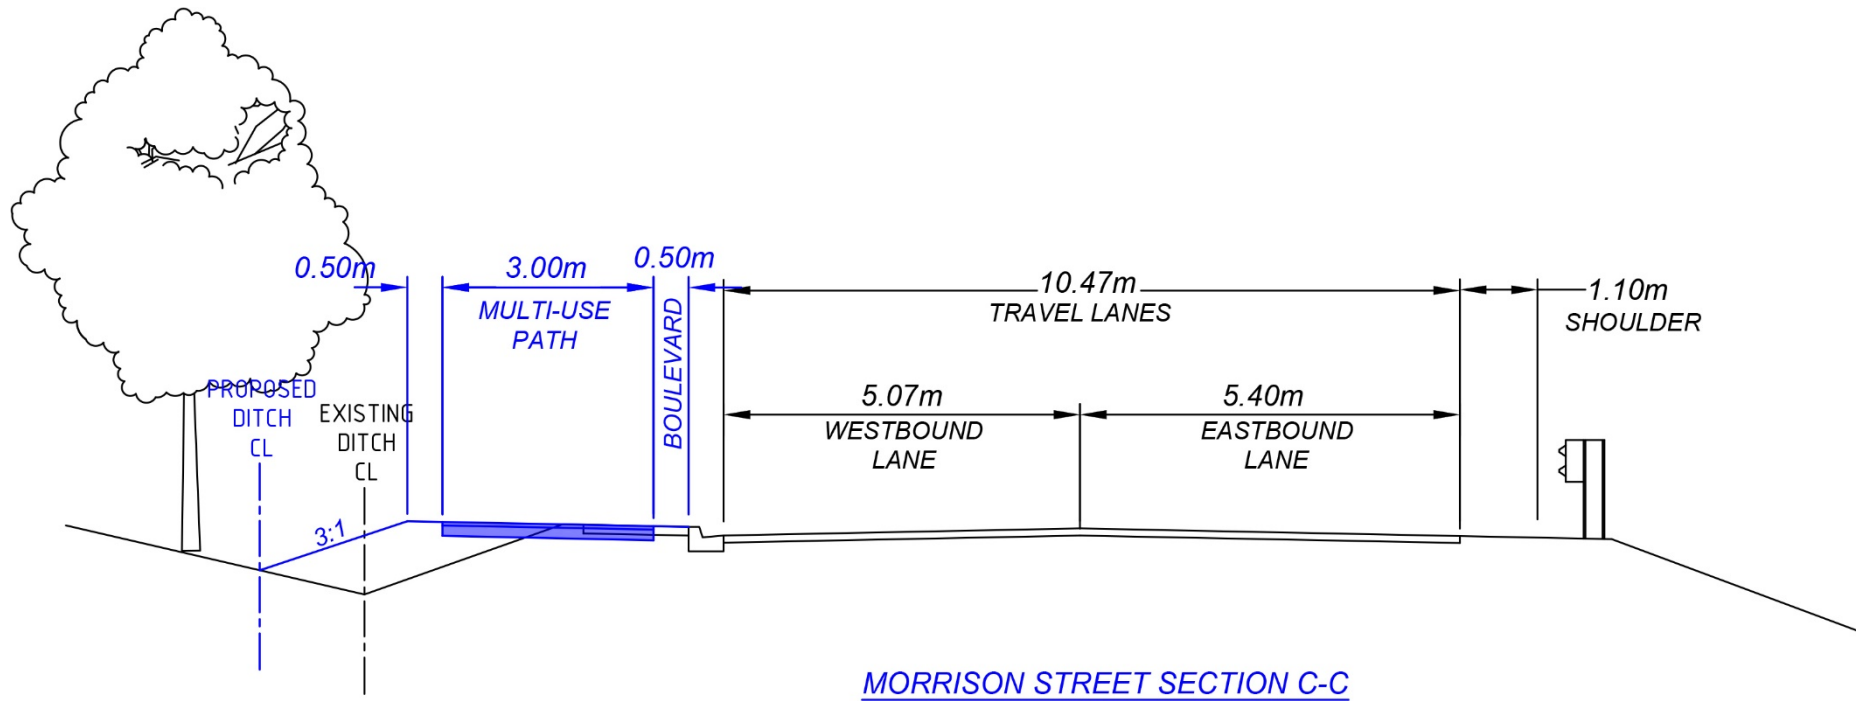 0.50m
3.00m
0.50m
MULTI-USE
PATH
BOULEVARD
10.47m
TRAVEL LANES
1.10m
SHOULDER
5.07m
WESTBOUND
LANE
5.40m
EASTBOUND
LANE
PROPOSED
DITCH
CL
EXISTING
DITCH
CL
3:1
MORRISON STREET SECTION C-C